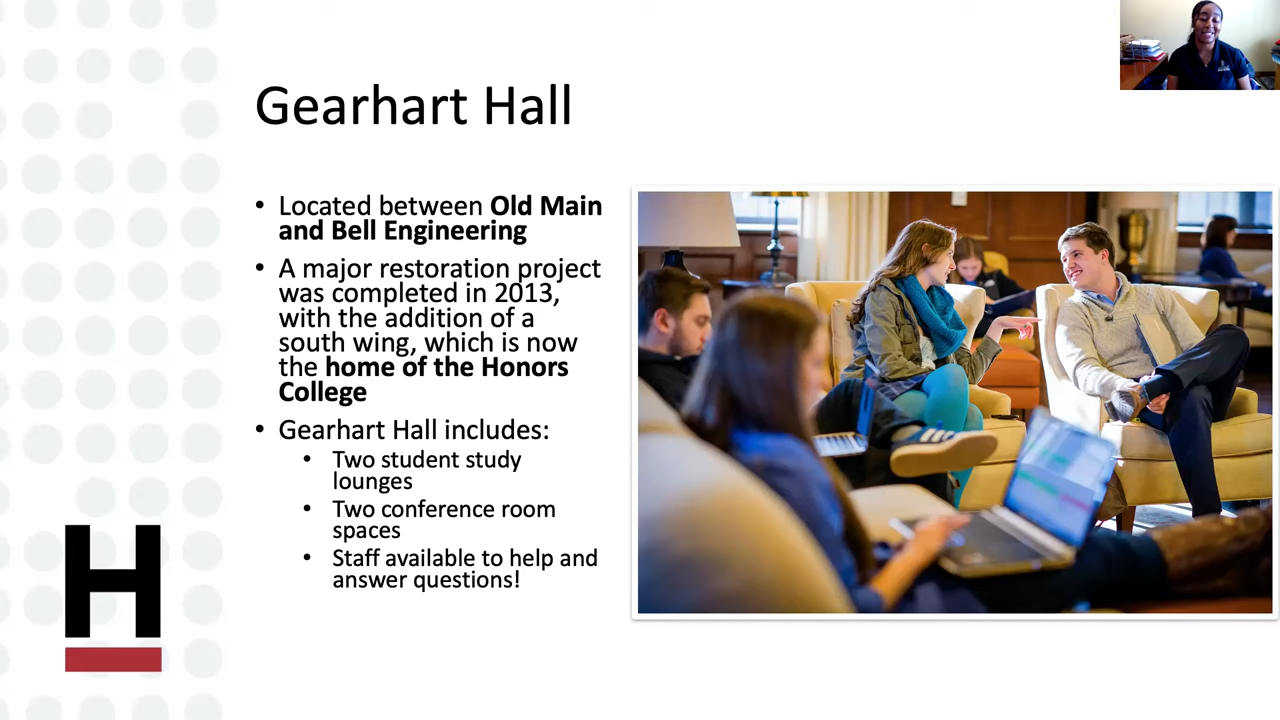 Gearhart Hall
• Located between Old Main
and Bell Engineering
• A major restoration project
was completed in 2013,
with the addition of a
south wing, which is now
the home of the Honors
College
• Gearhart Hall includes:
• Two student study
lounges
• Two conference room
spaces
• Staff available to help and
answer questions!
H